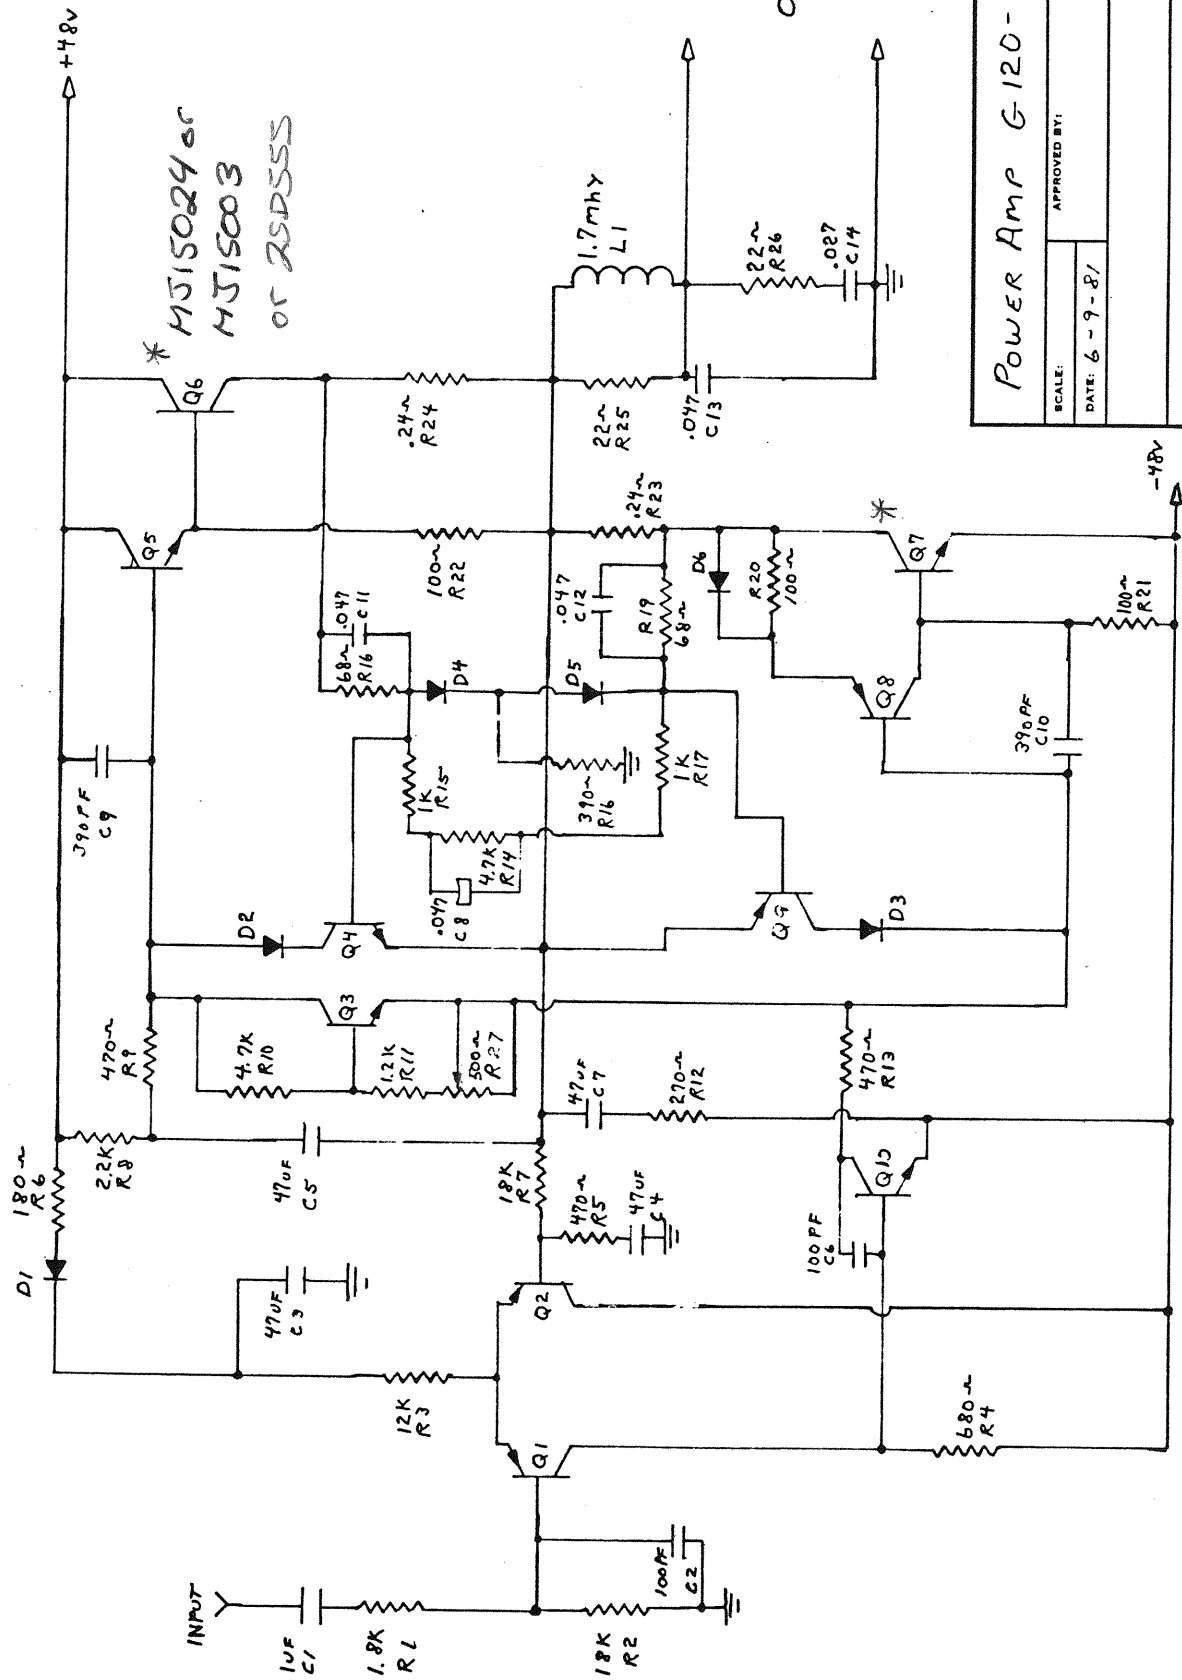 +48V
MJ15024 or
MJ15003
or 2SD555
*
Q6
Q5
390PF
C9
.24Ω
R24
100Ω
R22
.047
C11
68Ω
R16
D4
1K
R15
4.7K
R14
.047
C8
D2
Q4
Q3
470Ω
R9
4.7K
R10
1.2K
R11
500Ω
R27
2.2K
R8
180Ω
R6
D1
47UF
C5
47UF
C3
12K
R3
INPUT
1UF
C1
1.8K
R1
18K
R2
100PF
C2
Q1
Q2
18K
R7
470Ω
R5
47UF
C4
47UF
C7
270Ω
R12
470Ω
R13
100PF
C6
Q10
680Ω
R4
390Ω
R16
D5
1K
R17
Q9
D3
.047
C12
R19
68Ω
.24Ω
R23
D6
R20
100Ω
Q8
390PF
C10
*
Q7
100Ω
R21
-48V
22Ω
R25
.047
C13
1.7mhy
L1
22Ω
R26
.027
C14
O
POWER AMP G120-
SCALE:
APPROVED BY:
DATE: 6-9-81